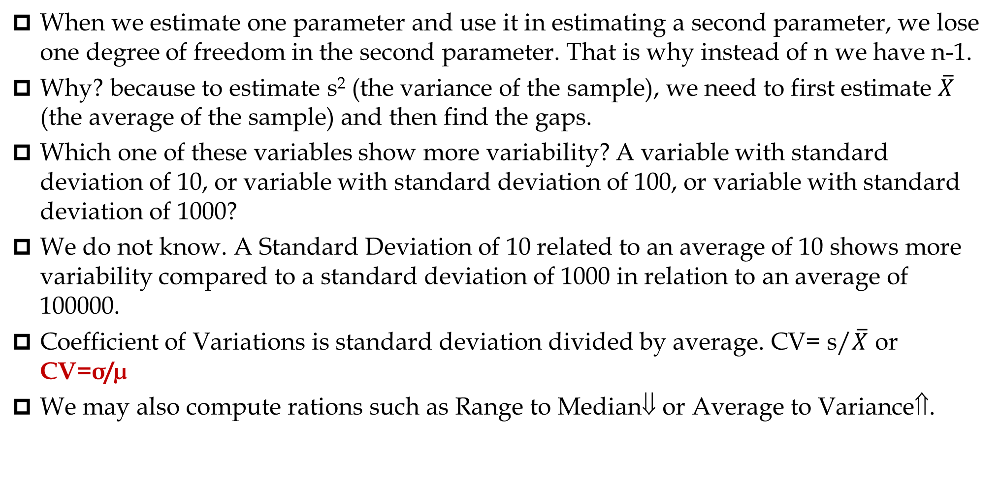 When we estimate one parameter and use it in estimating a second parameter, we lose
one degree of freedom in the second parameter. That is why instead of n we have n-1.
Why? because to estimate s² (the variance of the sample), we need to first estimate X̄
(the average of the sample) and then find the gaps.
Which one of these variables show more variability? A variable with standard
deviation of 10, or variable with standard deviation of 100, or variable with standard
deviation of 1000?
We do not know. A Standard Deviation of 10 related to an average of 10 shows more
variability compared to a standard deviation of 1000 in relation to an average of
100000.
Coefficient of Variations is standard deviation divided by average. CV= s/X̄ or
CV=σ/μ
We may also compute rations such as Range to Median⇓ or Average to Variance⇑.